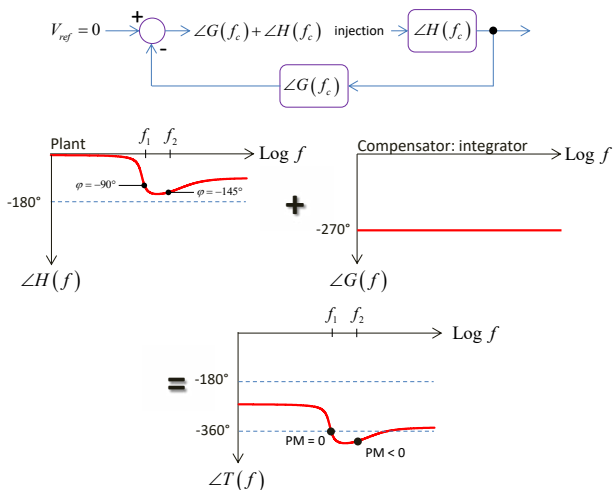 V_ref = 0
+
-
∠G(f_c) + ∠H(f_c)
injection
∠H(f_c)
∠G(f_c)
Plant
f_1
f_2
Log f
φ = −90°
φ = −145°
-180°
∠H(f)
+
Compensator: integrator
Log f
-270°
∠G(f)
=
f_1
f_2
Log f
-180°
-360°
PM = 0
PM < 0
∠T(f)